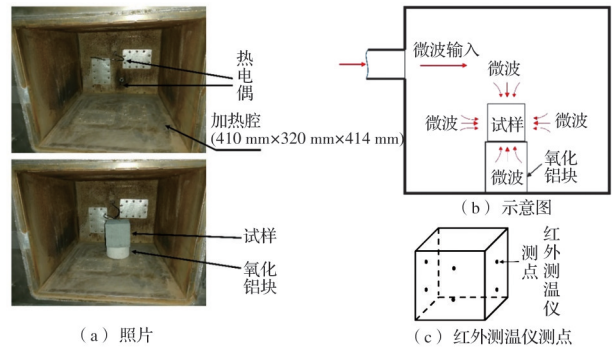 热
电
偶
加热腔
(410 mm×320 mm×414 mm)
试样
氧化
铝块
(a) 照片
微波输入
微波
微波
试样
微波
微波
氧化
铝块
(b) 示意图
红外测温仪
测点
(c) 红外测温仪测点